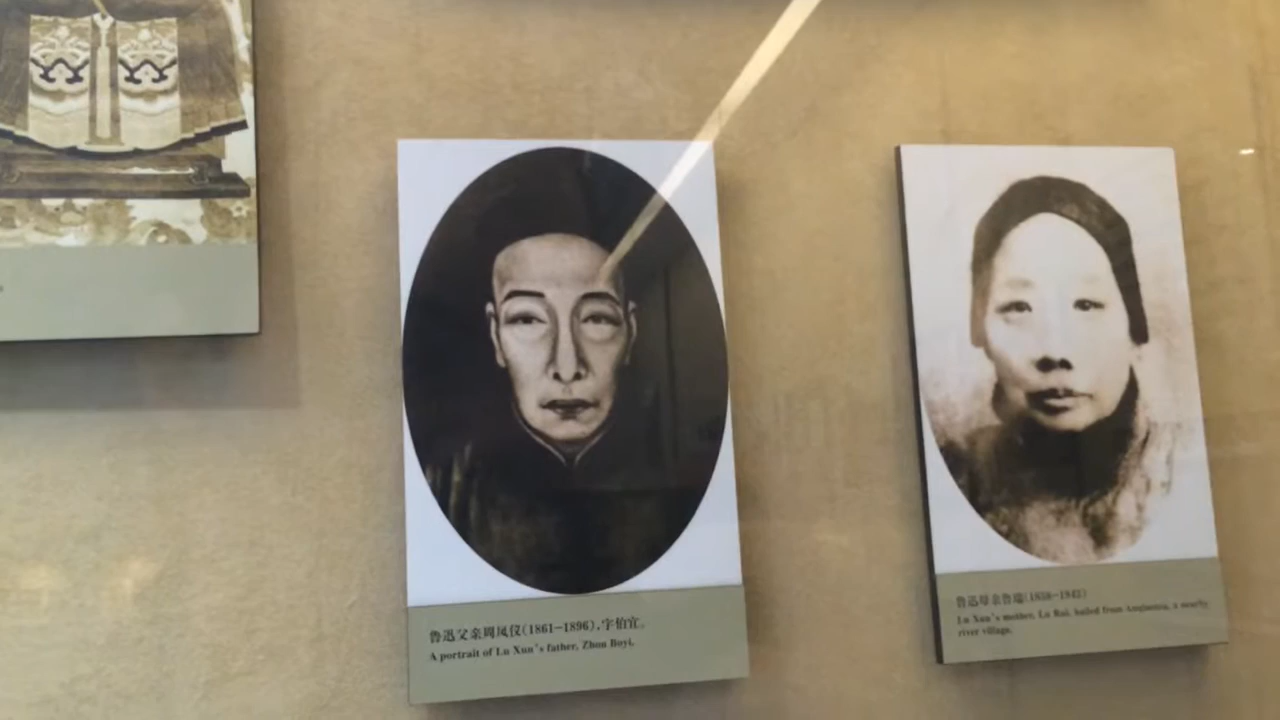 鲁迅父亲周凤仪(1861—1896),字伯宜。
A portrait of Lu Xun's father, Zhou Boyi.
鲁迅母亲鲁瑞(1858—1943)
Lu Xun's mother, Lu Rui, hailed from Anqiaotou, a nearby
river village.